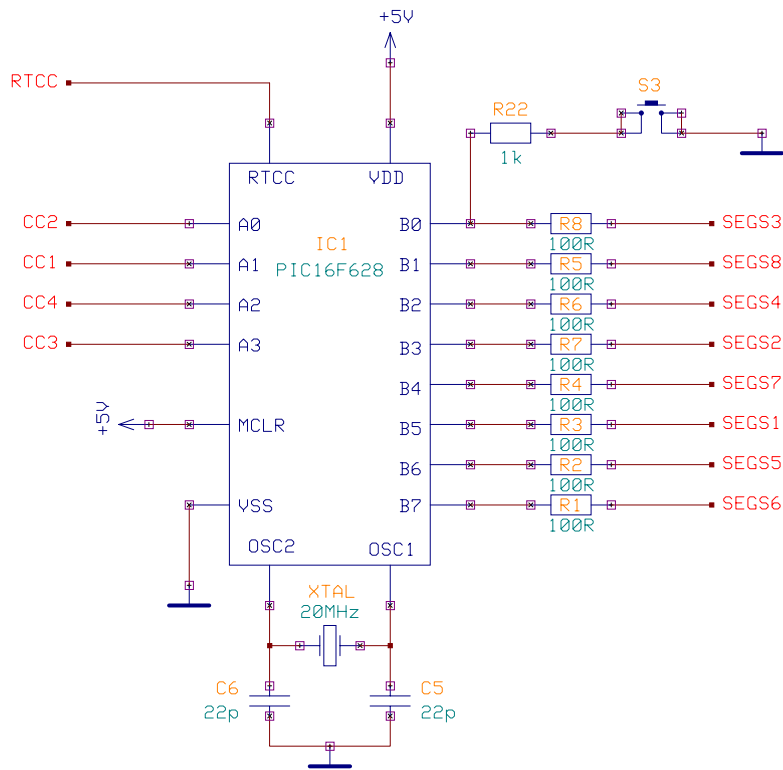 +5V
RTCC
S3
R22
1k
RTCC
VDD
CC2
A0
B0
R8
SEGS3
IC1
100R
CC1
A1
PIC16F628
B1
R5
SEGS8
100R
CC4
A2
B2
R6
SEGS4
100R
CC3
A3
B3
R7
SEGS2
100R
B4
R4
SEGS7
100R
+5V
MCLR
B5
R3
SEGS1
100R
B6
R2
SEGS5
100R
VSS
B7
R1
SEGS6
100R
OSC2
OSC1
XTAL
20MHz
C6
C5
22p
22p